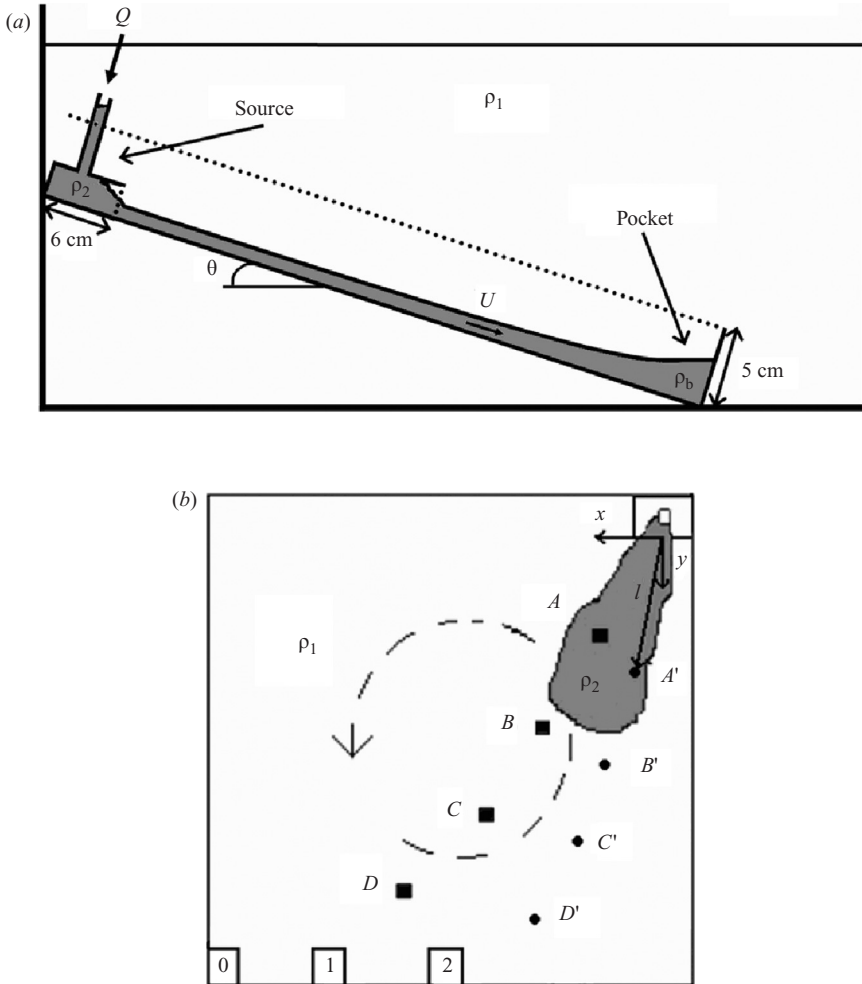 (a)
Q
Source
ρ1
ρ2
6 cm
θ
U
Pocket
ρb
5 cm
(b)
x
y
l
A
ρ1
ρ2
A'
B
B'
C
C'
D
D'
0 1 2